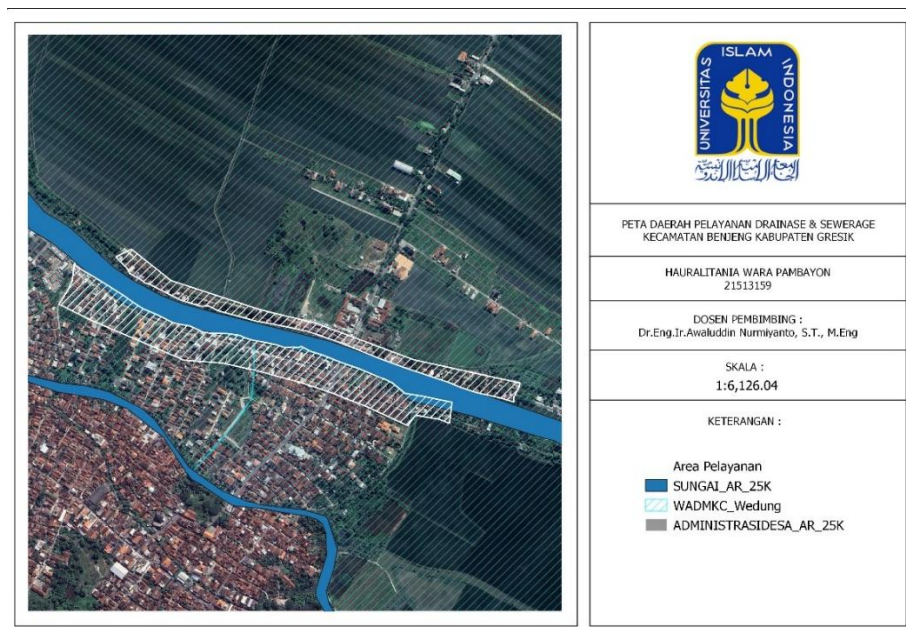 UNIVERSITAS ISLAM INDONESIA
PETA DAERAH PELAYANAN DRAINASE & SEWERAGE
KECAMATAN BENJENG KABUPATEN GRESIK
HAURALITANIA WARA PAMBAYON
21513159
DOSEN PEMBIMBING :
Dr.Eng.Ir.Awaluddin Nurmiyanto, S.T., M.Eng
SKALA :
1:6,126.04
KETERANGAN :
Area Pelayanan
SUNGAI_AR_25K
WADMKC_Wedung
ADMINISTRASIDESA_AR_25K